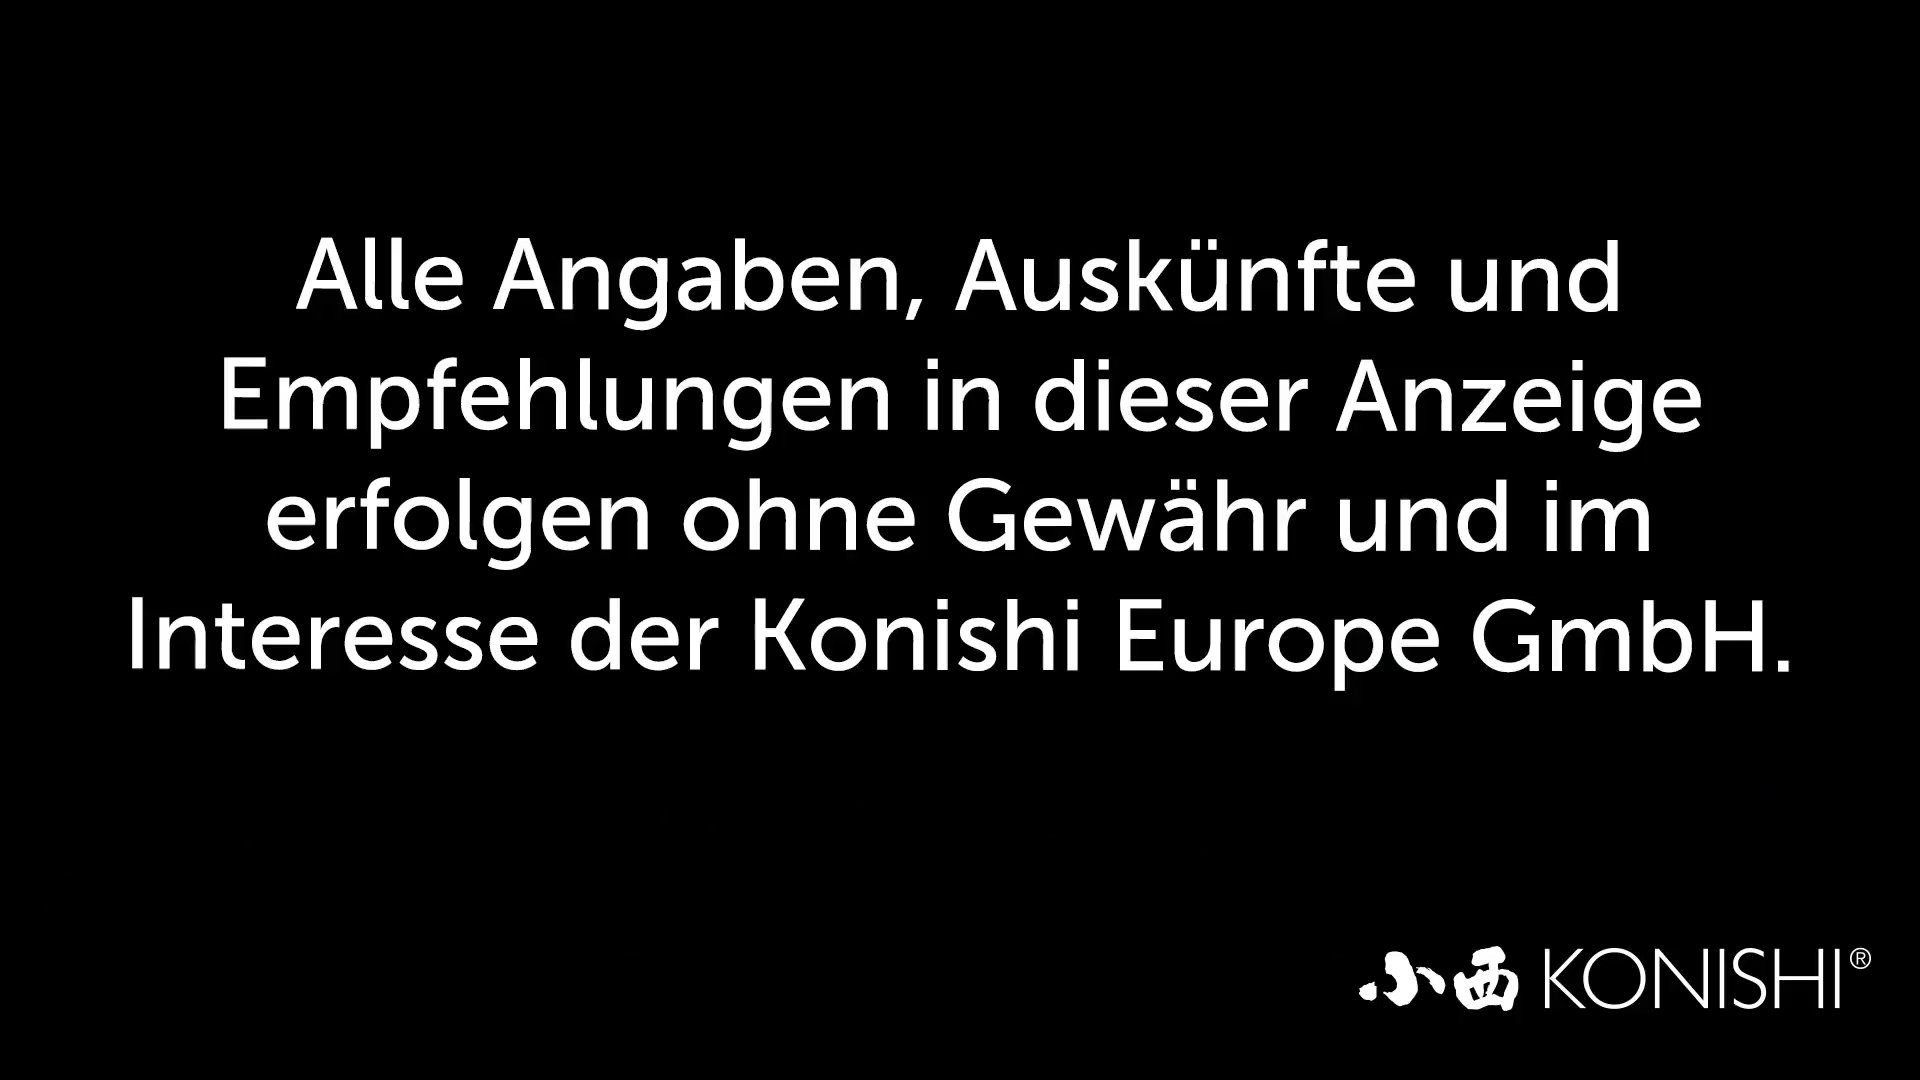 Alle Angaben, Auskünfte und
Empfehlungen in dieser Anzeige
erfolgen ohne Gewähr und im
Interesse der Konishi Europe GmbH.
小西 KONISHI®